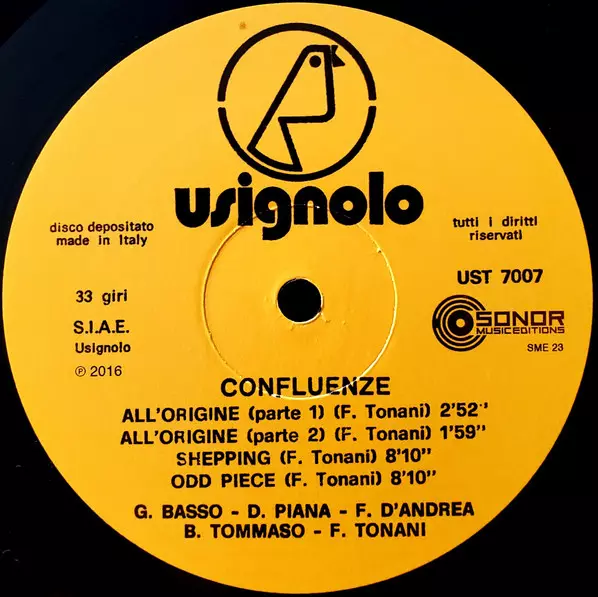 usignolo
disco depositato
made in Italy
tutti i diritti
riservati
33 giri
UST 7007
S.I.A.E.
Usignolo
SONOR
MUSIC EDITIONS
SME 23
℗ 2016
CONFLUENZE
ALL'ORIGINE (parte 1) (F. Tonani) 2'52"
ALL'ORIGINE (parte 2) (F. Tonani) 1'59"
SHEPPING (F. Tonani) 8'10"
ODD PIECE (F. Tonani) 8'10"
G. BASSO - D. PIANA - F. D'ANDREA
B. TOMMASO - F. TONANI